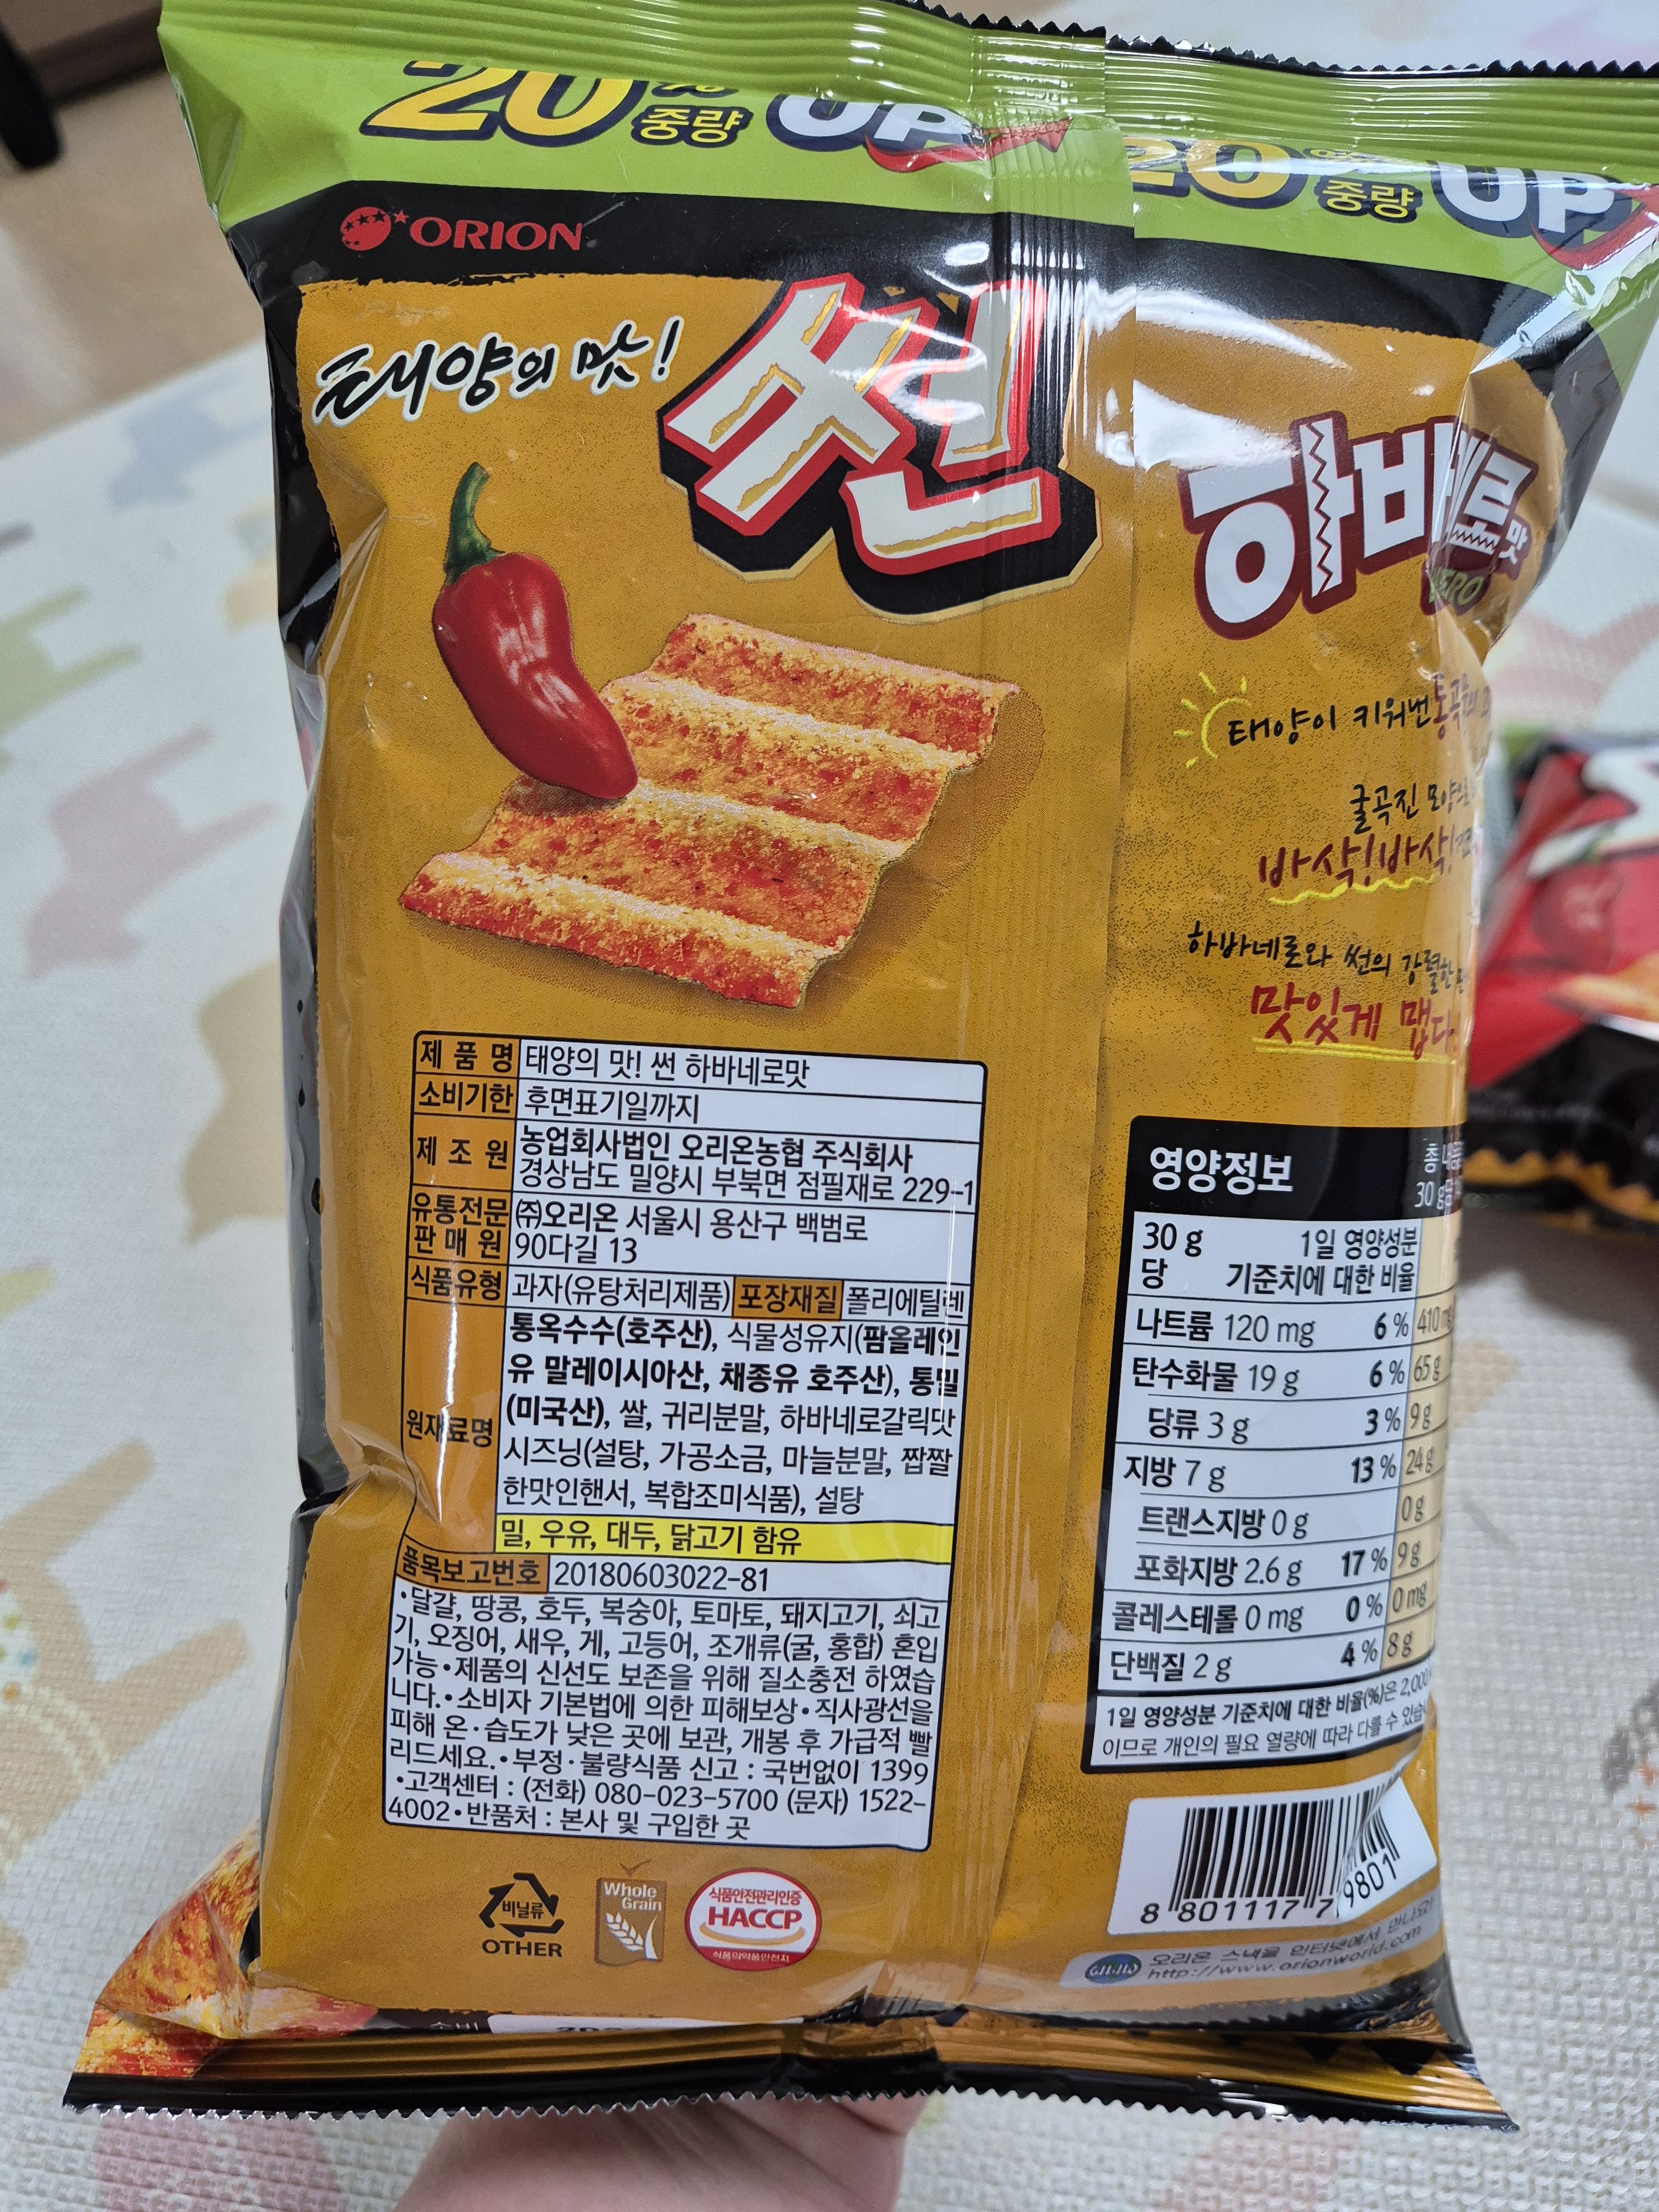 20% 중량 UP
20% 중량 UP
ORION
태양의 맛!
썬
하바네로맛
태양이 키워낸 통곡물
굴곡진 모양
바삭! 바삭!
하바네로와 썬의 강렬한
맛있게 맵다!
제품명 태양의 맛! 썬 하바네로맛
소비기한 후면표기일까지
제조원 농업회사법인 오리온농협 주식회사
경상남도 밀양시 부북면 점필재로 229-1
유통전문 ㈜오리온 서울시 용산구 백범로
판매원 90다길 13
식품유형 과자(유탕처리제품) 포장재질 폴리에틸렌
원재료명 통옥수수(호주산), 식물성유지(팜올레인
유 말레이시아산, 채종유 호주산), 통밀
(미국산), 쌀, 귀리분말, 하바네로갈릭맛
시즈닝(설탕, 가공소금, 마늘분말, 짭짤
한맛인핸서, 복합조미식품), 설탕
밀, 우유, 대두, 닭고기 함유
품목보고번호 20180603022-81
•달걀, 땅콩, 호두, 복숭아, 토마토, 돼지고기, 쇠고
기, 오징어, 새우, 게, 고등어, 조개류(굴, 홍합) 혼입
가능•제품의 신선도 보존을 위해 질소충전 하였습
니다.•소비자 기본법에 의한 피해보상•직사광선을
피해 온·습도가 낮은 곳에 보관, 개봉 후 가급적 빨
리드세요.•부정·불량식품 신고 : 국번없이 1399
•고객센터 : (전화) 080-023-5700 (문자) 1522-
4002•반품처 : 본사 및 구입한 곳
비닐류
OTHER
Whole
Grain
식품안전관리인증
HACCP
식품의약품안전처
영양정보
30 g
30 g 1일 영양성분
당 기준치에 대한 비율
나트륨 120 mg 6 % 410 mg
탄수화물 19 g 6 % 65 g
당류 3 g 3 % 9 g
지방 7 g 13 % 24 g
트랜스지방 0 g 0 g
포화지방 2.6 g 17 % 9 g
콜레스테롤 0 mg 0 % 0 mg
단백질 2 g 4 % 8 g
1일 영양성분 기준치에 대한 비율(%)은 2,000
이므로 개인의 필요 열량에 따라 다를 수 있습
8 801117 7 9801
오리온 스낵을 인터넷에서 만나요
http://www.orionworld.com